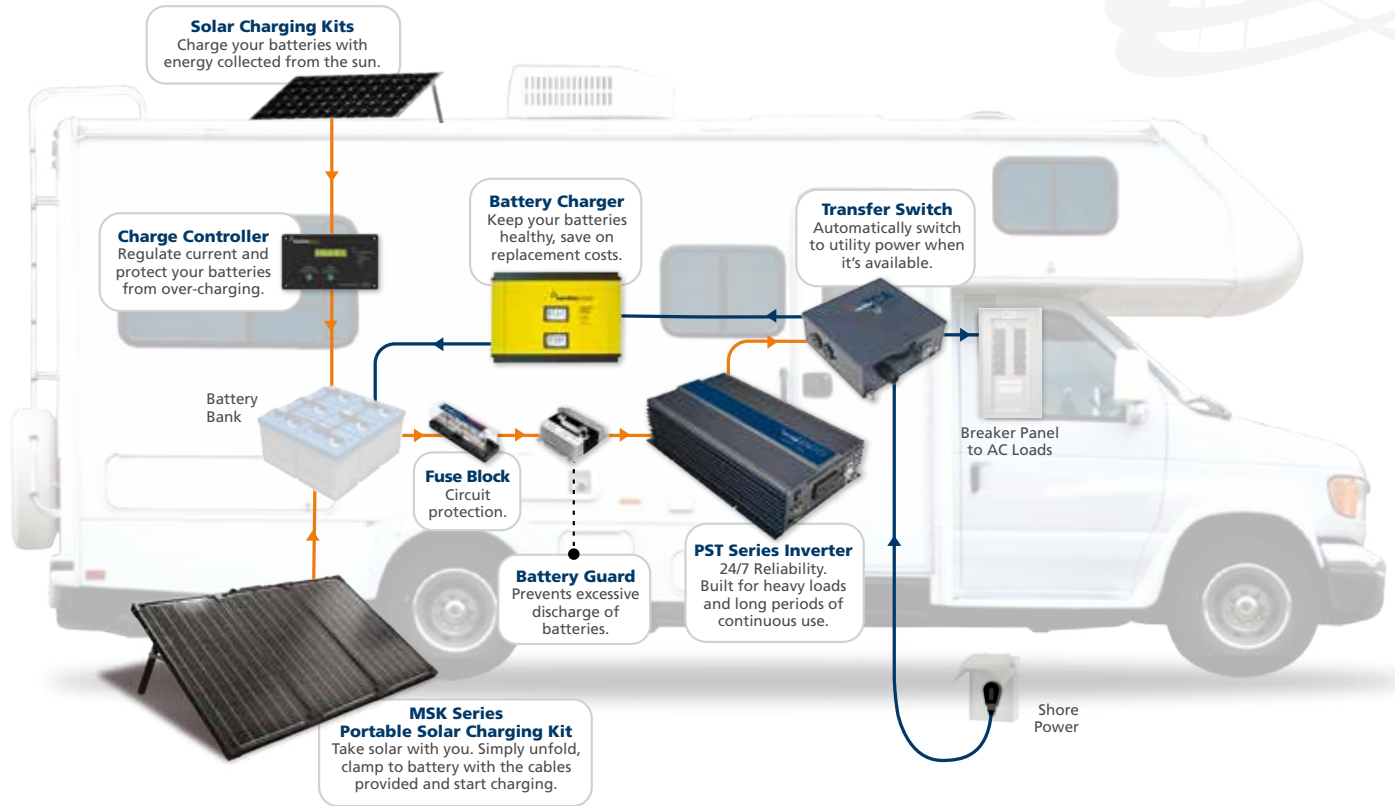 Solar Charging Kits
Charge your batteries with
energy collected from the sun.
Charge Controller
Regulate current and
protect your batteries
from over-charging.
Battery Charger
Keep your batteries
healthy, save on
replacement costs.
Transfer Switch
Automatically switch
to utility power when
it's available.
Battery
Bank
Fuse Block
Circuit
protection.
Breaker Panel
to AC Loads
Battery Guard
Prevents excessive
discharge of
batteries.
PST Series Inverter
24/7 Reliability.
Built for heavy loads
and long periods of
continuous use.
MSK Series
Portable Solar Charging Kit
Take solar with you. Simply unfold,
clamp to battery with the cables
provided and start charging.
Shore
Power